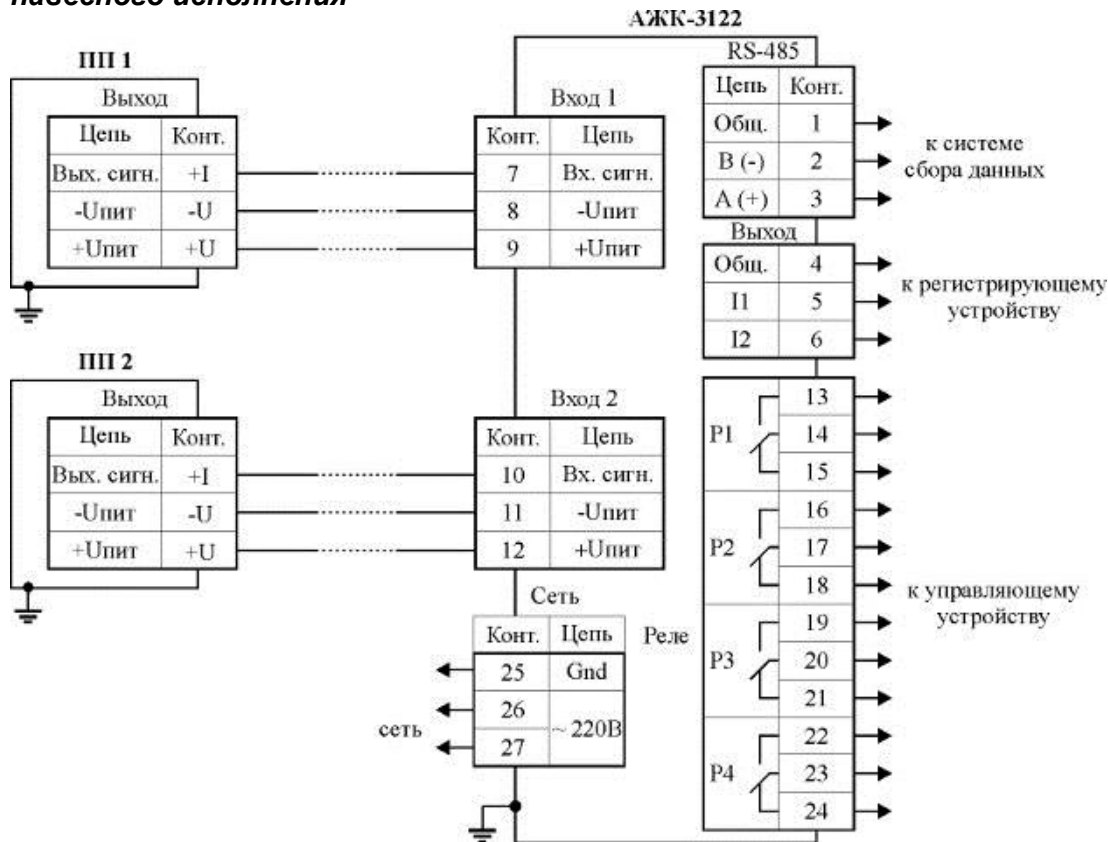 навесного исполнения
АЖК-3122
ПП 1
Выход
Цепь Конт.
Вых. сигн. +I
-Uпит -U
+Uпит +U
Вход 1
Конт. Цепь
7 Вх. сигн.
8 -Uпит
9 +Uпит
RS-485
Цепь Конт.
Общ. 1
В (-) 2
А (+) 3
к системе
сбора данных
Выход
Общ. 4
I1 5
I2 6
к регистрирующему
устройству
ПП 2
Выход
Цепь Конт.
Вых. сигн. +I
-Uпит -U
+Uпит +U
Вход 2
Конт. Цепь
10 Вх. сигн.
11 -Uпит
12 +Uпит
Сеть
Конт. Цепь
25 Gnd
26
27
~ 220В
сеть
Реле
P1
13
14
15
P2
16
17
18
P3
19
20
21
P4
22
23
24
к управляющему
устройству